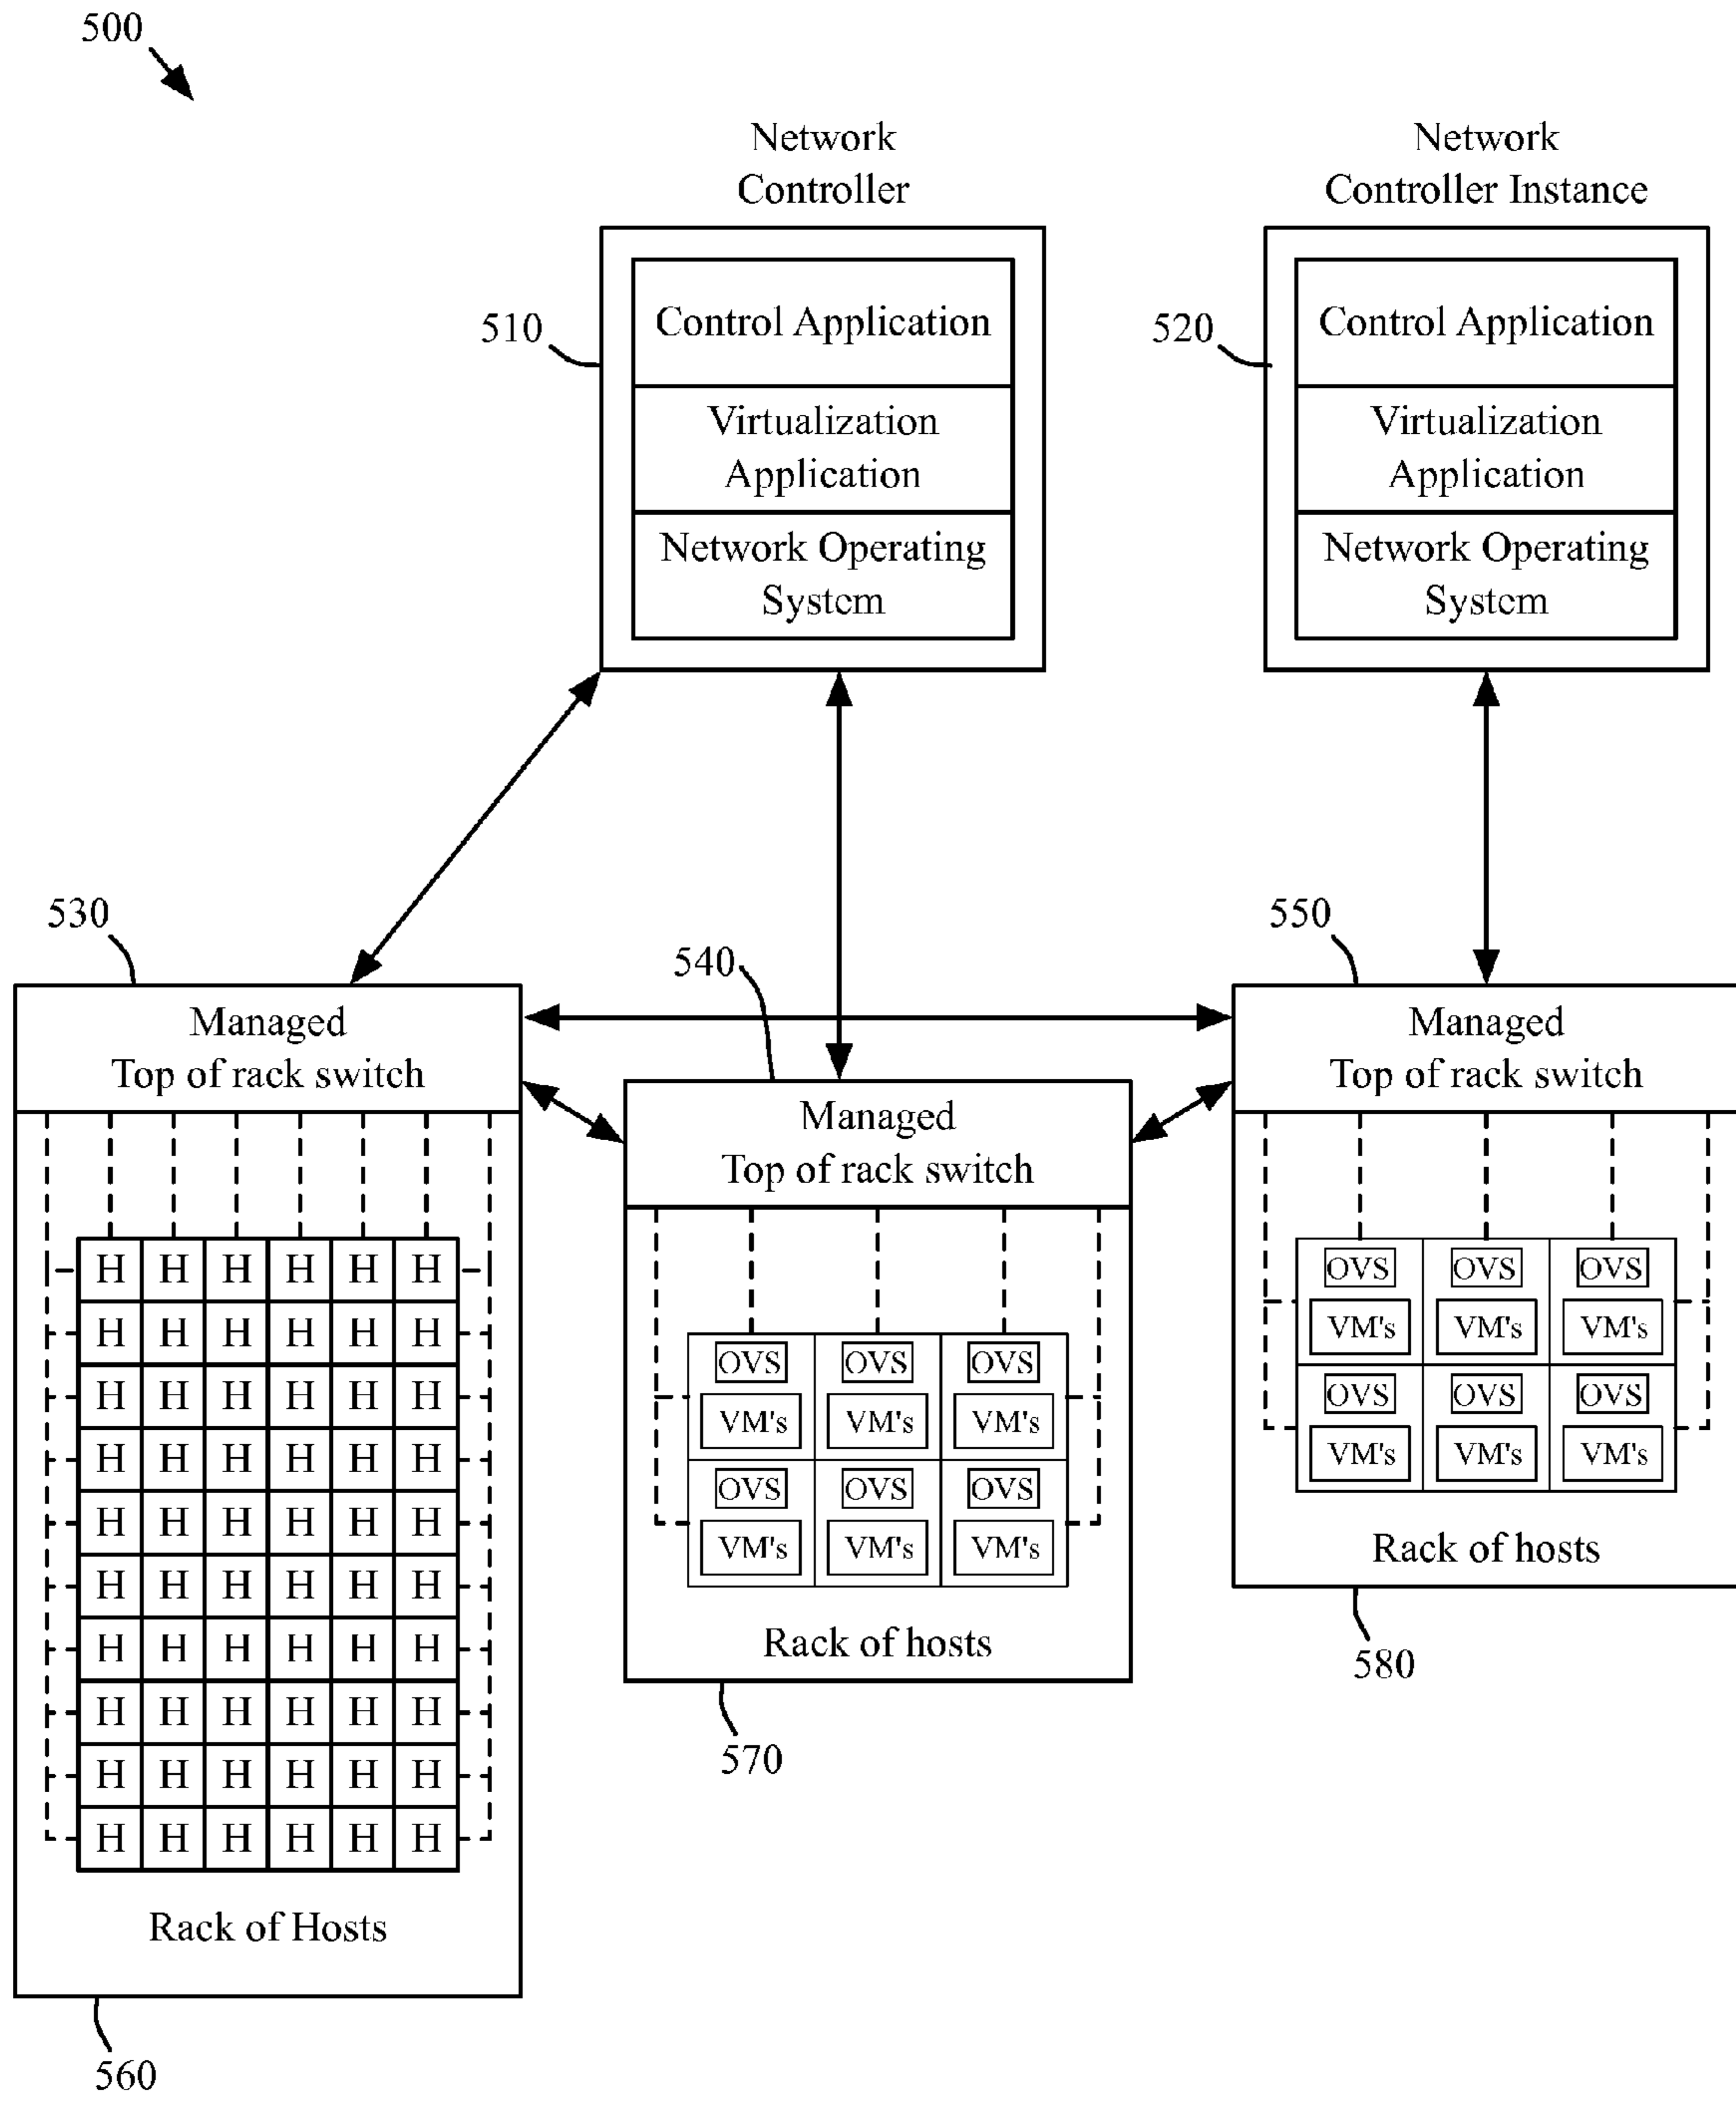 500
Network
Controller
Network
Controller Instance
510
Control Application
Virtualization
Application
Network Operating
System
520
Control Application
Virtualization
Application
Network Operating
System
530
Managed
Top of rack switch
540
Managed
Top of rack switch
550
Managed
Top of rack switch
H H H H H H
H H H H H H
H H H H H H
H H H H H H
H H H H H H
H H H H H H
H H H H H H
H H H H H H
H H H H H H
H H H H H H
Rack of Hosts
560
OVS OVS OVS
VM's VM's VM's
OVS OVS OVS
VM's VM's VM's
Rack of hosts
570
OVS OVS OVS
VM's VM's VM's
OVS OVS OVS
VM's VM's VM's
Rack of hosts
580